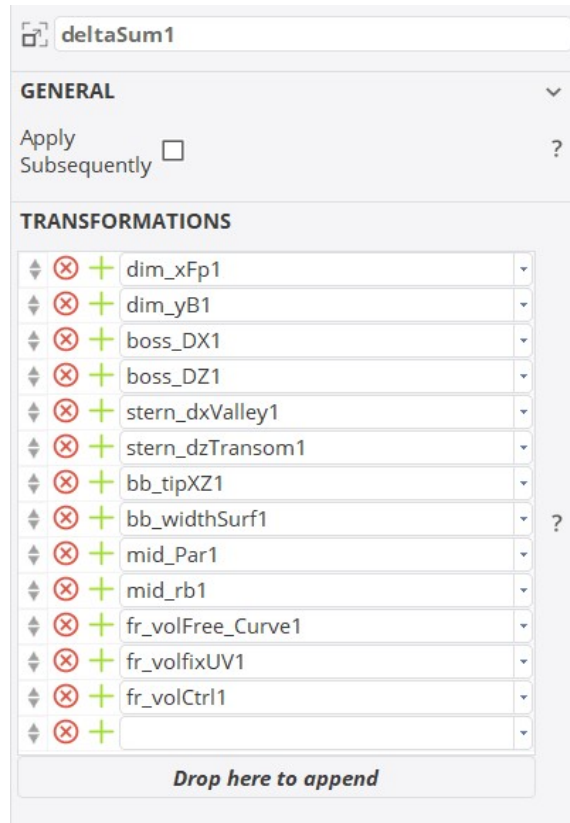 deltaSum1
GENERAL
Apply
Subsequently
?
TRANSFORMATIONS
dim_xFp1
dim_yB1
boss_DX1
boss_DZ1
stern_dxValley1
stern_dzTransom1
bb_tipXZ1
bb_widthSurf1
?
mid_Par1
mid_rb1
fr_volFree_Curve1
fr_volfixUV1
fr_volCtrl1
Drop here to append